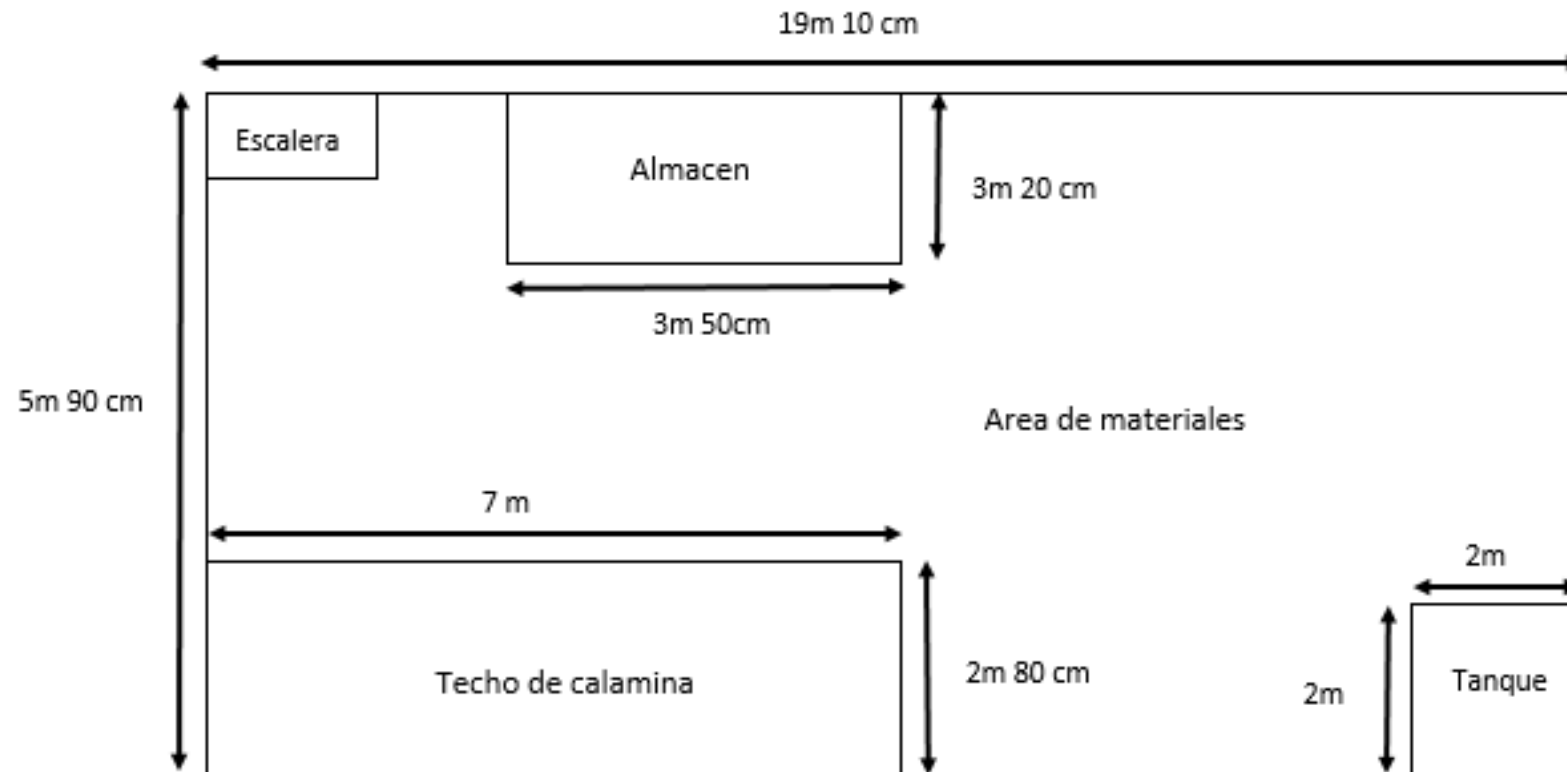 19m 10 cm
Escalera
Almacen
3m 20 cm
3m 50cm
5m 90 cm
Area de materiales
7 m
2m
Techo de calamina
2m 80 cm
2m
Tanque